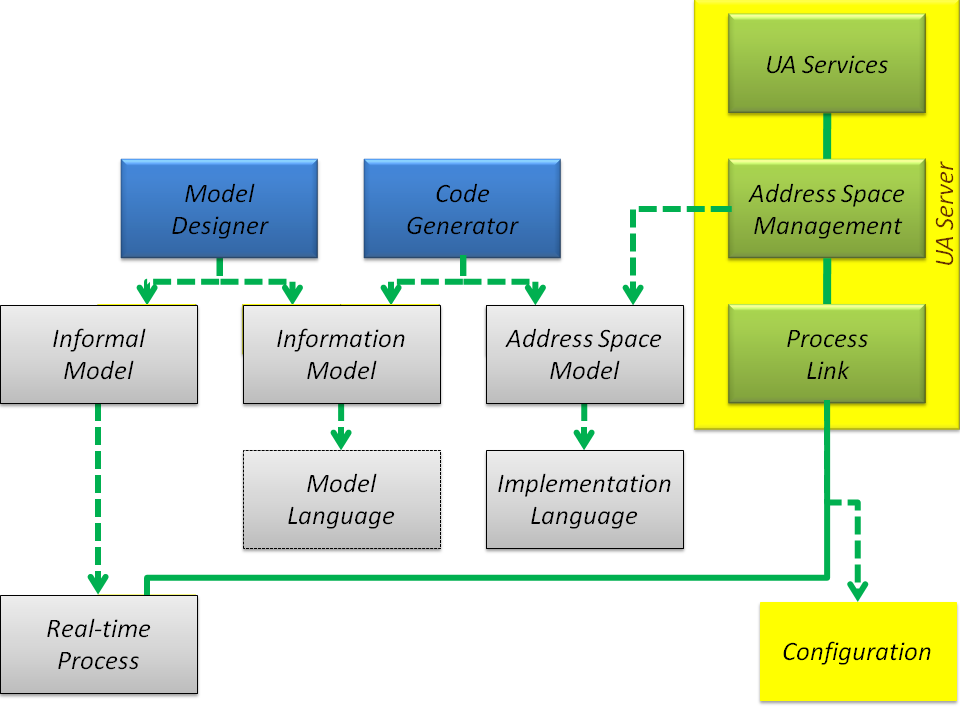 UA Services
Model
Designer
Code
Generator
Address Space
Management
UA Server
Informal
Model
Information
Model
Address Space
Model
Process
Link
Model
Language
Implementation
Language
Real-time
Process
Configuration